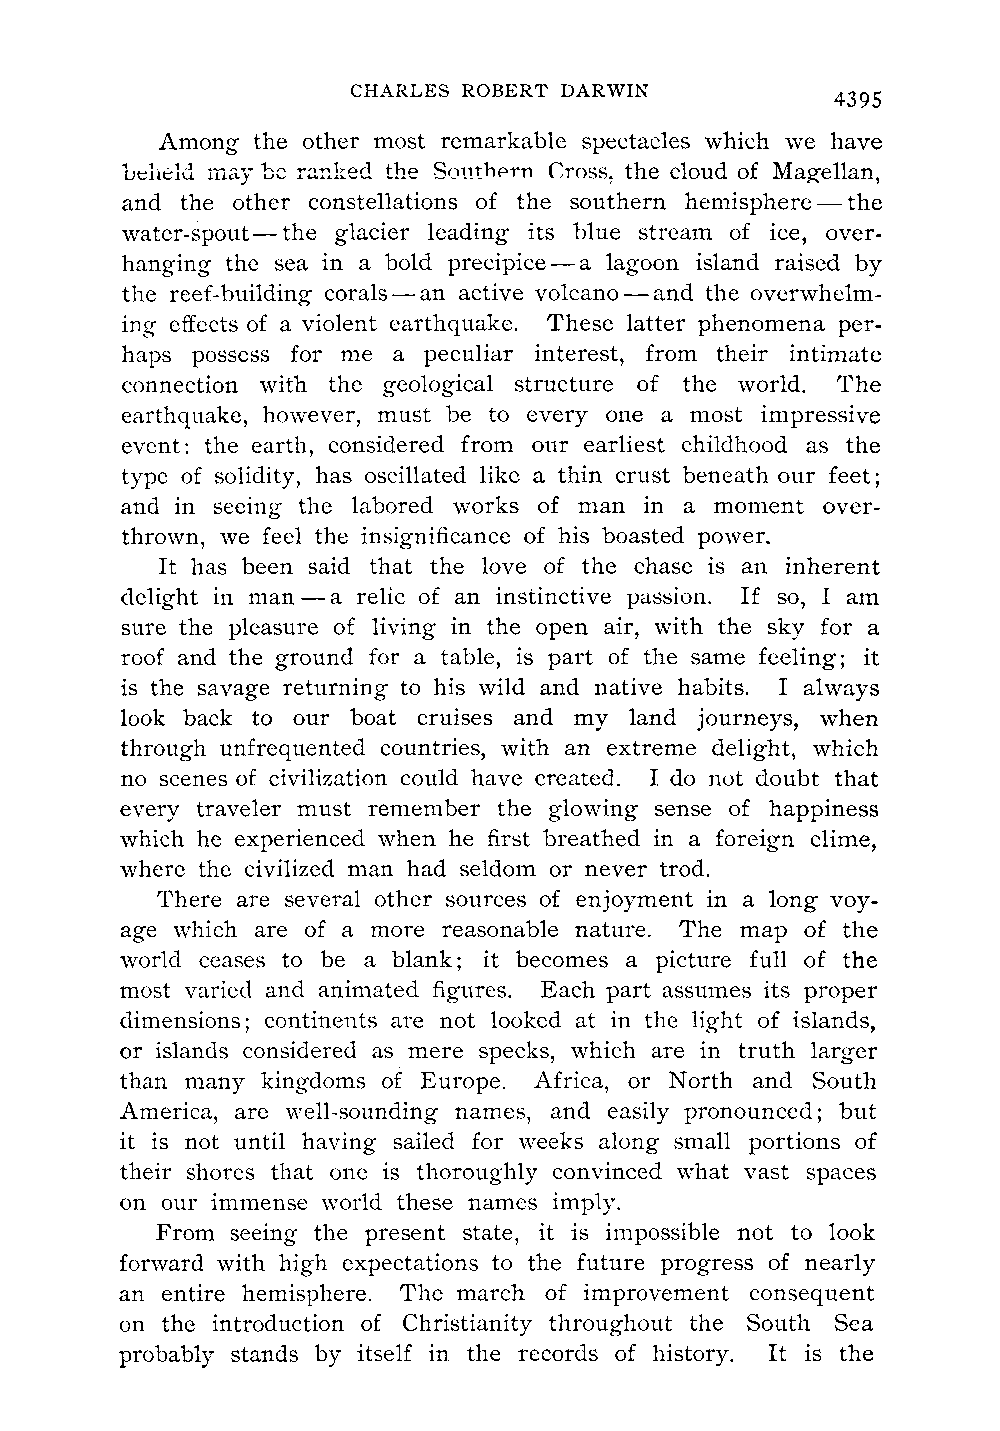 CHARLES ROBERT DARWIN
4395
Among the other most remarkable spectacles which we have
beheld may be ranked the Southern Cross, the cloud of Magellan,
and the other constellations of the southern hemisphere — the
water-spout — the glacier leading its blue stream of ice, over-
hanging the sea in a bold precipice — a lagoon island raised by
the reef-building corals — an active volcano — and the overwhelm-
ing effects of a violent earthquake. These latter phenomena per-
haps possess for me a peculiar interest, from their intimate
connection with the geological structure of the world. The
earthquake, however, must be to every one a most impressive
event: the earth, considered from our earliest childhood as the
type of solidity, has oscillated like a thin crust beneath our feet;
and in seeing the labored works of man in a moment over-
thrown, we feel the insignificance of his boasted power.
It has been said that the love of the chase is an inherent
delight in man — a relic of an instinctive passion. If so, I am
sure the pleasure of living in the open air, with the sky for a
roof and the ground for a table, is part of the same feeling; it
is the savage returning to his wild and native habits. I always
look back to our boat cruises and my land journeys, when
through unfrequented countries, with an extreme delight, which
no scenes of civilization could have created. I do not doubt that
every traveler must remember the glowing sense of happiness
which he experienced when he first breathed in a foreign clime,
where the civilized man had seldom or never trod.
There are several other sources of enjoyment in a long voy-
age which are of a more reasonable nature. The map of the
world ceases to be a blank; it becomes a picture full of the
most varied and animated figures. Each part assumes its proper
dimensions; continents are not looked at in the light of islands,
or islands considered as mere specks, which are in truth larger
than many kingdoms of Europe. Africa, or North and South
America, are well-sounding names, and easily pronounced; but
it is not until having sailed for weeks along small portions of
their shores that one is thoroughly convinced what vast spaces
on our immense world these names imply.
From seeing the present state, it is impossible not to look
forward with high expectations to the future progress of nearly
an entire hemisphere. The march of improvement consequent
on the introduction of Christianity throughout the South Sea
probably stands by itself in the records of history. It is the